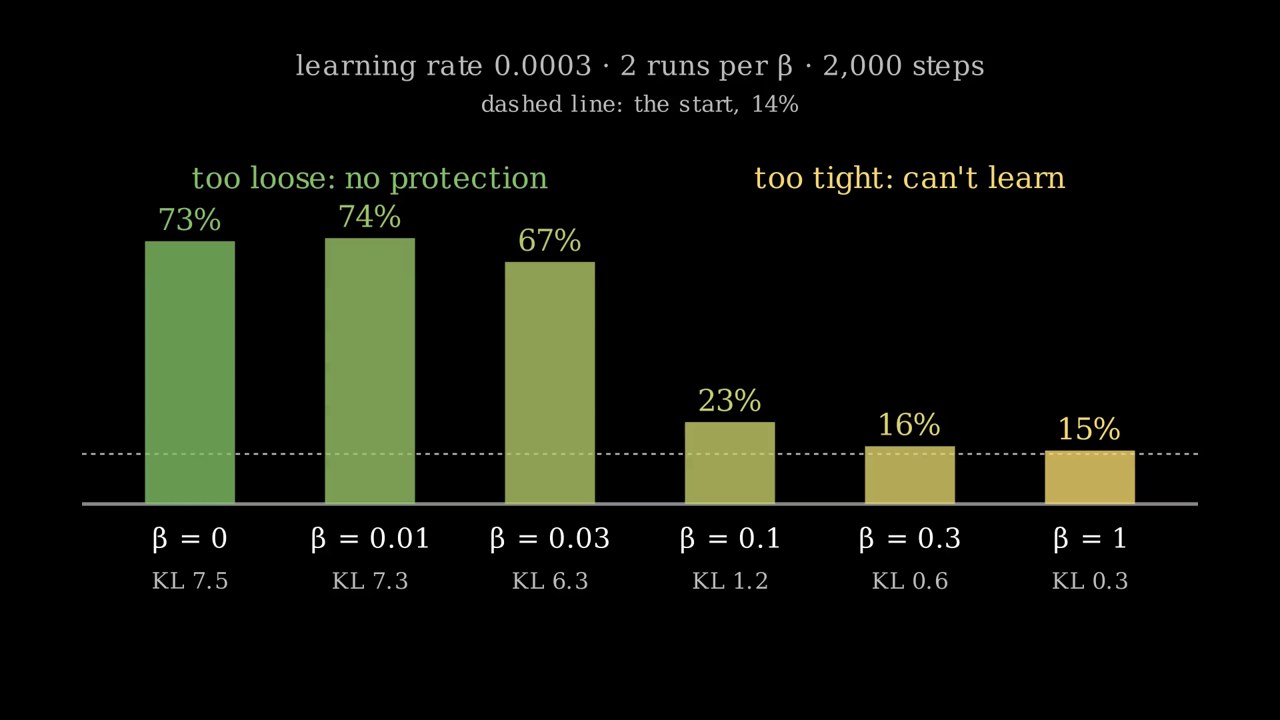 learning rate 0.0003 · 2 runs per β · 2,000 steps
dashed line: the start, 14%
too loose: no protection
too tight: can't learn
73%
74%
67%
23%
16%
15%
β = 0
β = 0.01
β = 0.03
β = 0.1
β = 0.3
β = 1
KL 7.5
KL 7.3
KL 6.3
KL 1.2
KL 0.6
KL 0.3